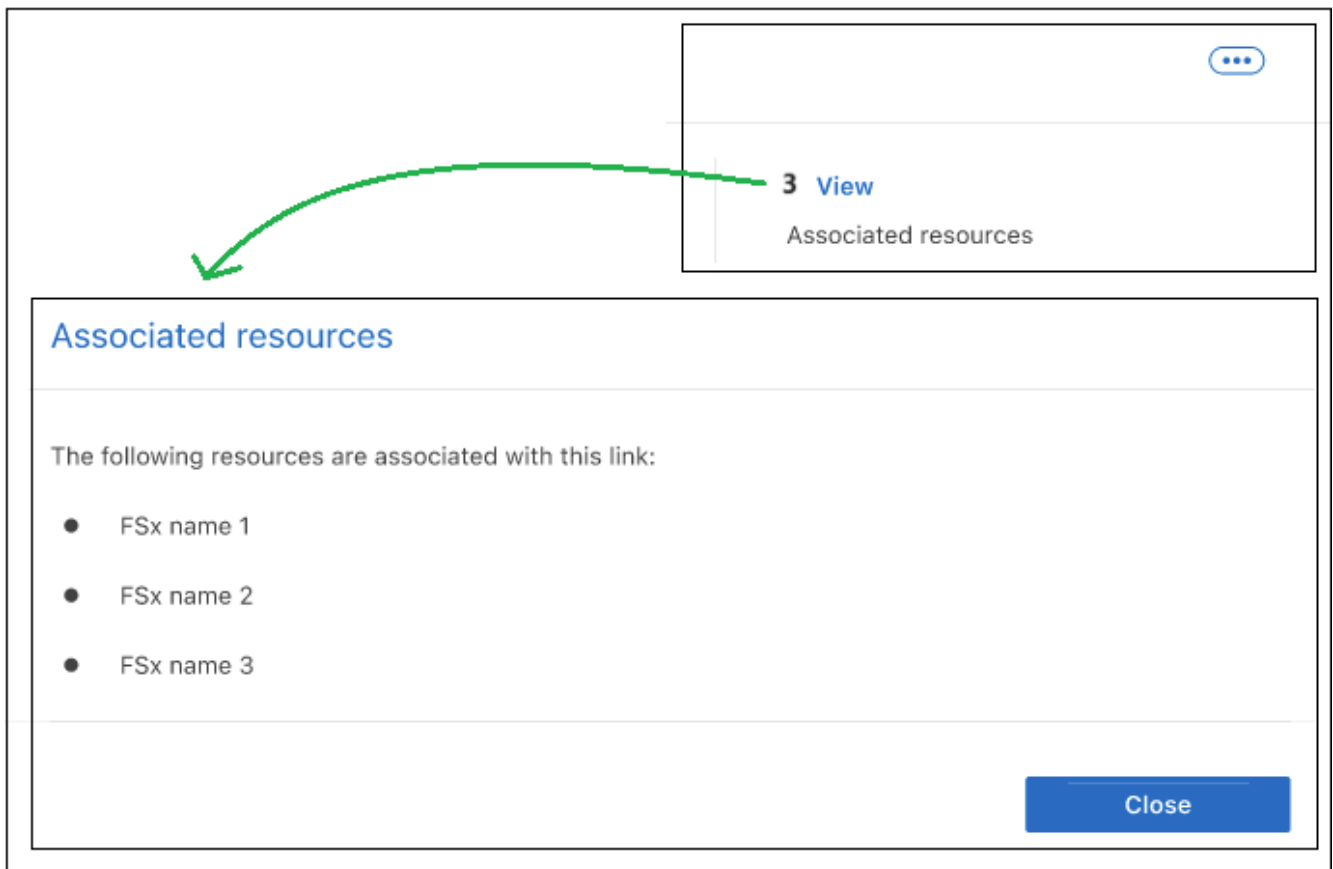 3 View
Associated resources
Associated resources
The following resources are associated with this link:
● FSx name 1
● FSx name 2
● FSx name 3
Close